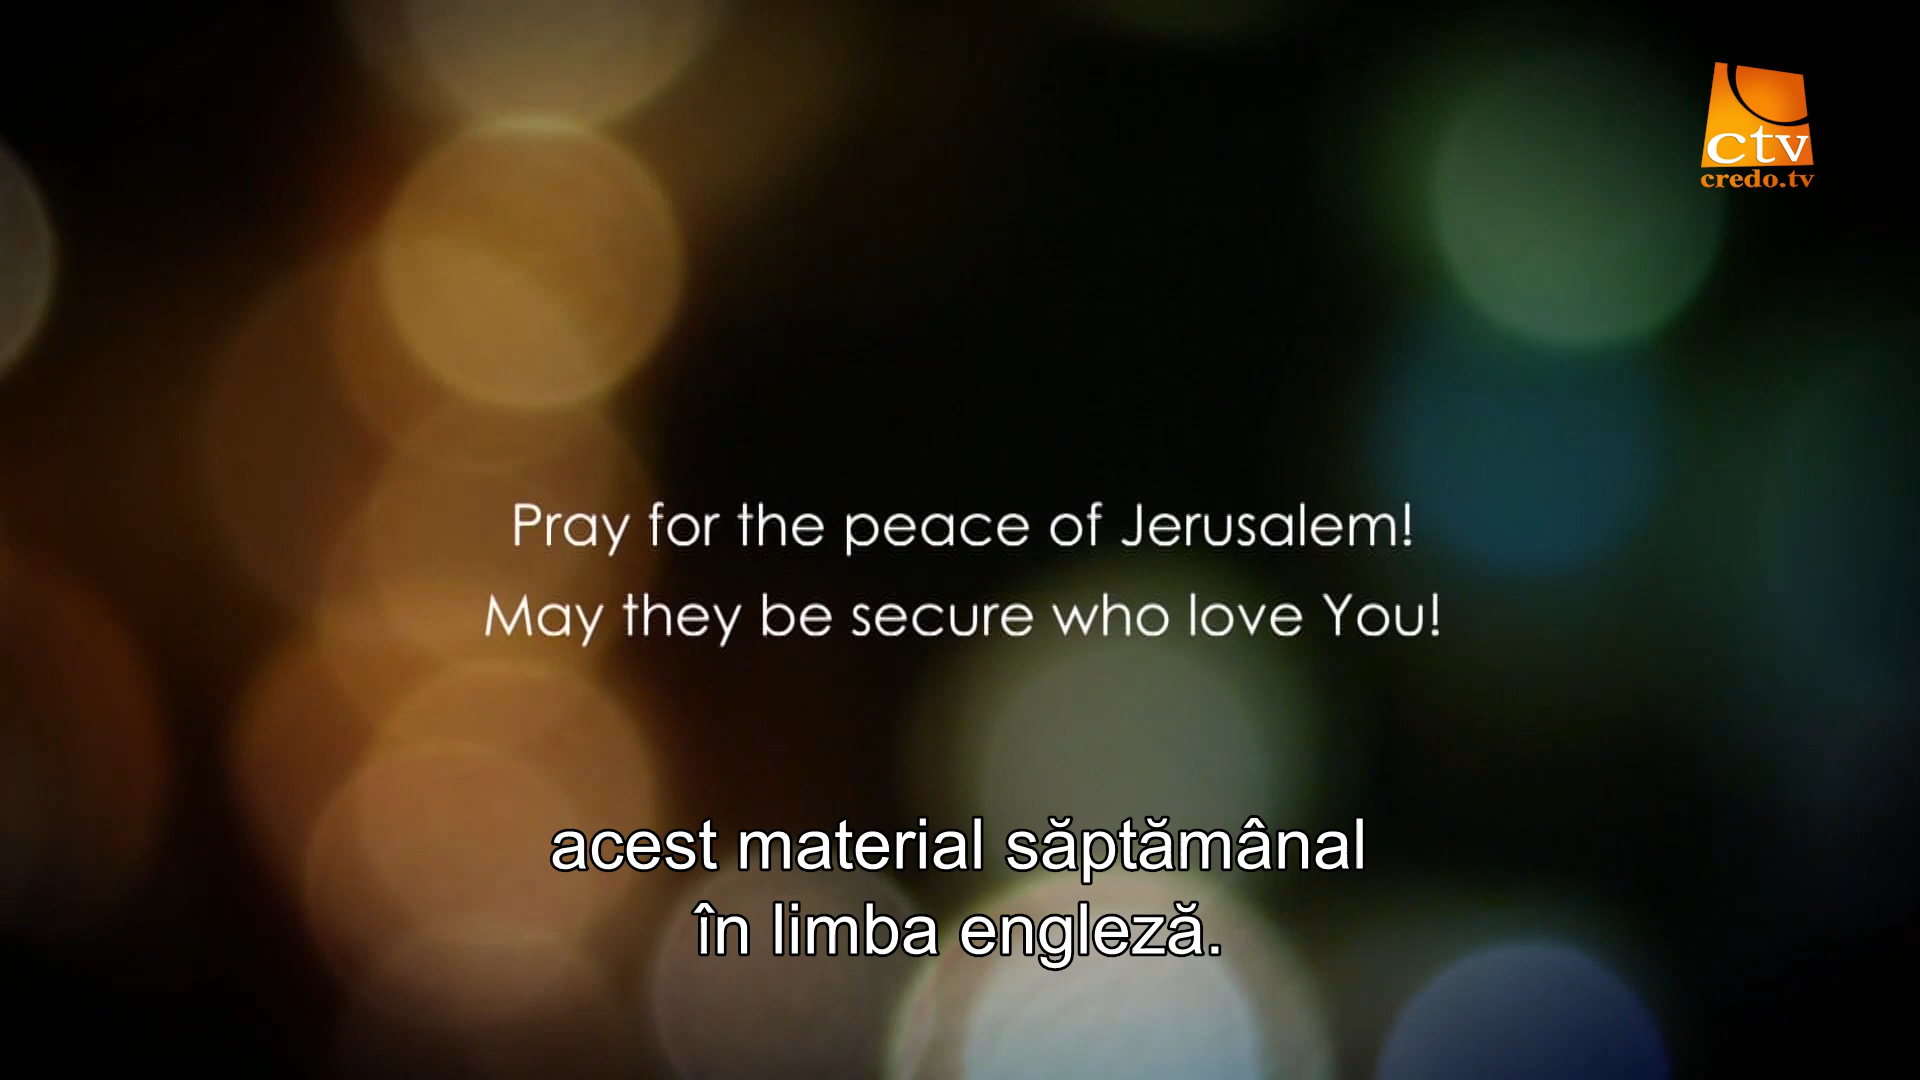 ctv
credo.tv
Pray for the peace of Jerusalem!
May they be secure who love You!
acest material săptămânal
în limba engleză.